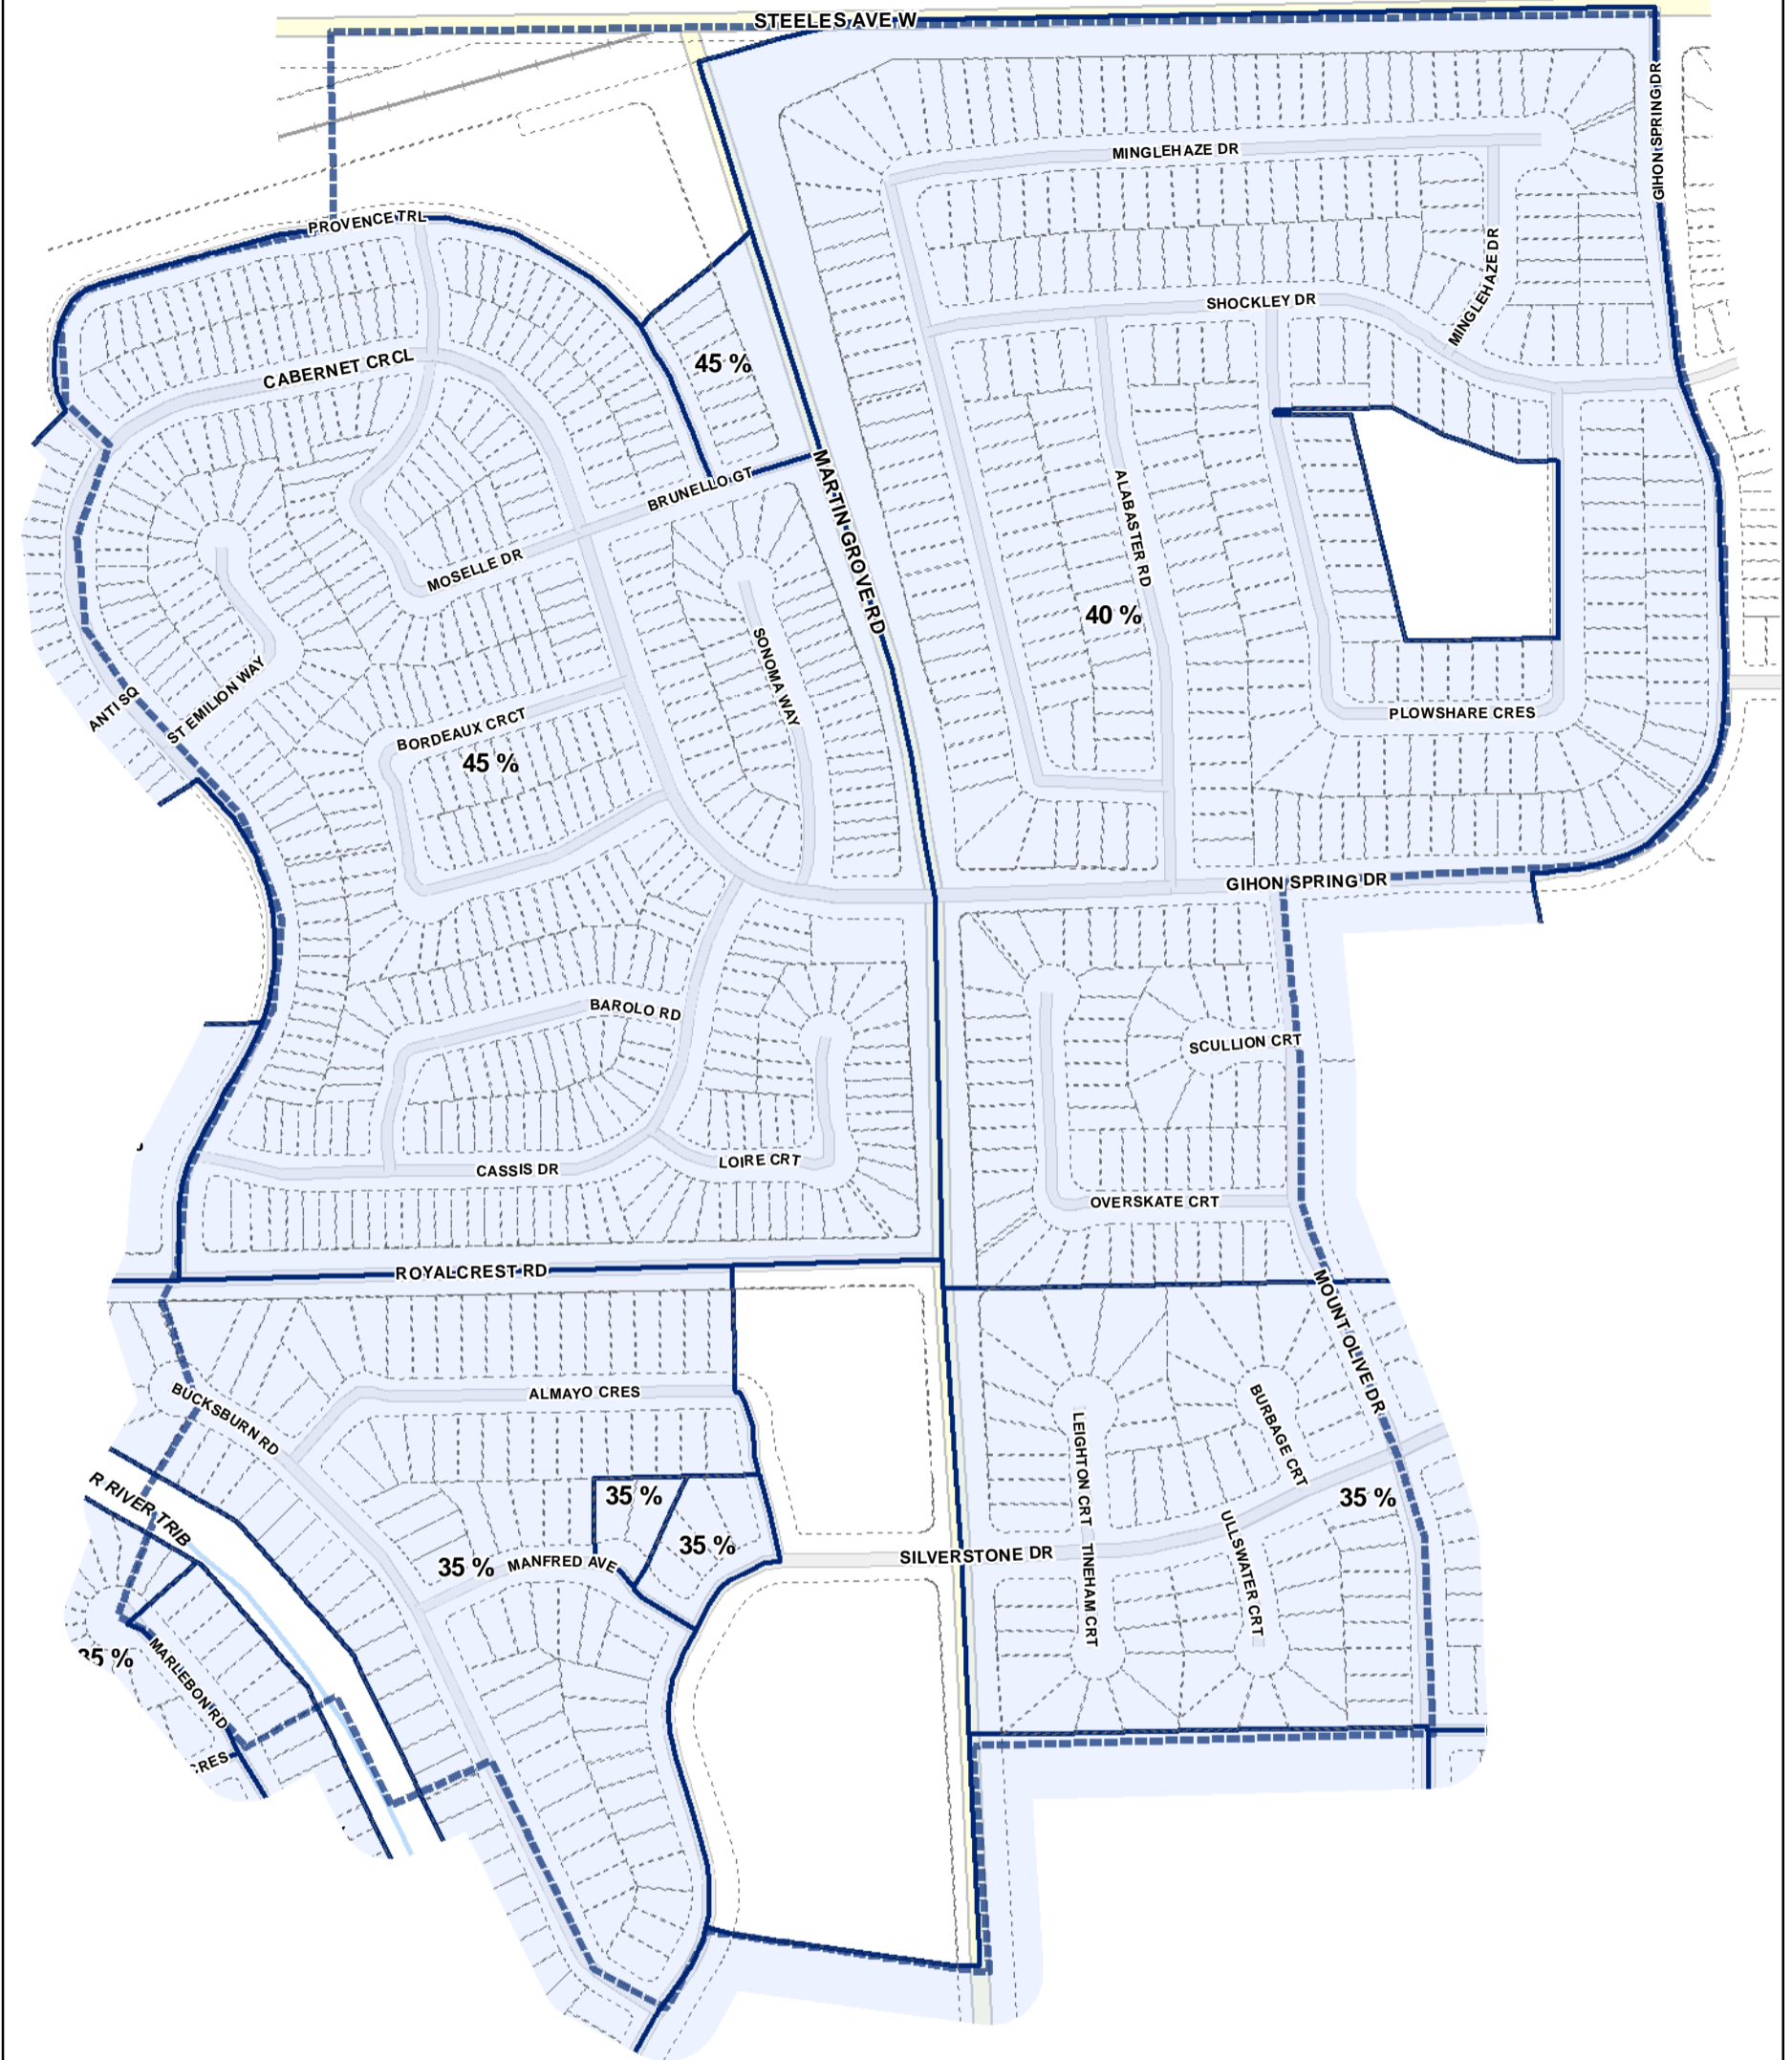 STEELES AVE W
GIHON SPRING DR
MINGLEHAZE DR
PROVENCE TRL
MINGLEHAZE DR
SHOCKLEY DR
CABERNET CRCL
45 %
MARTIN GROVE RD
BRUNELLO GT
ALABASTER RD
MOSELLE DR
40 %
SONOMA WAY
ST EMILION WAY
ANTI SQ
BORDEAUX CRCT
PLOWSHARE CRES
45 %
GIHON SPRING DR
BAROLO RD
SCULLION CRT
CASSIS DR
LOIRE CRT
OVERSKATE CRT
ROYALCREST RD
MOUNT OLIVE DR
BUCKSBURN RD
ALMAYO CRES
LEIGHTON CRT
BURBAGE CRT
R RIVER TRIB
35 %
35 %
35 %
35 %
MANFRED AVE
SILVERSTONE DR
TINEHAM CRT
ULLSWATER CRT
35 %
MARLEBON RD
CRES